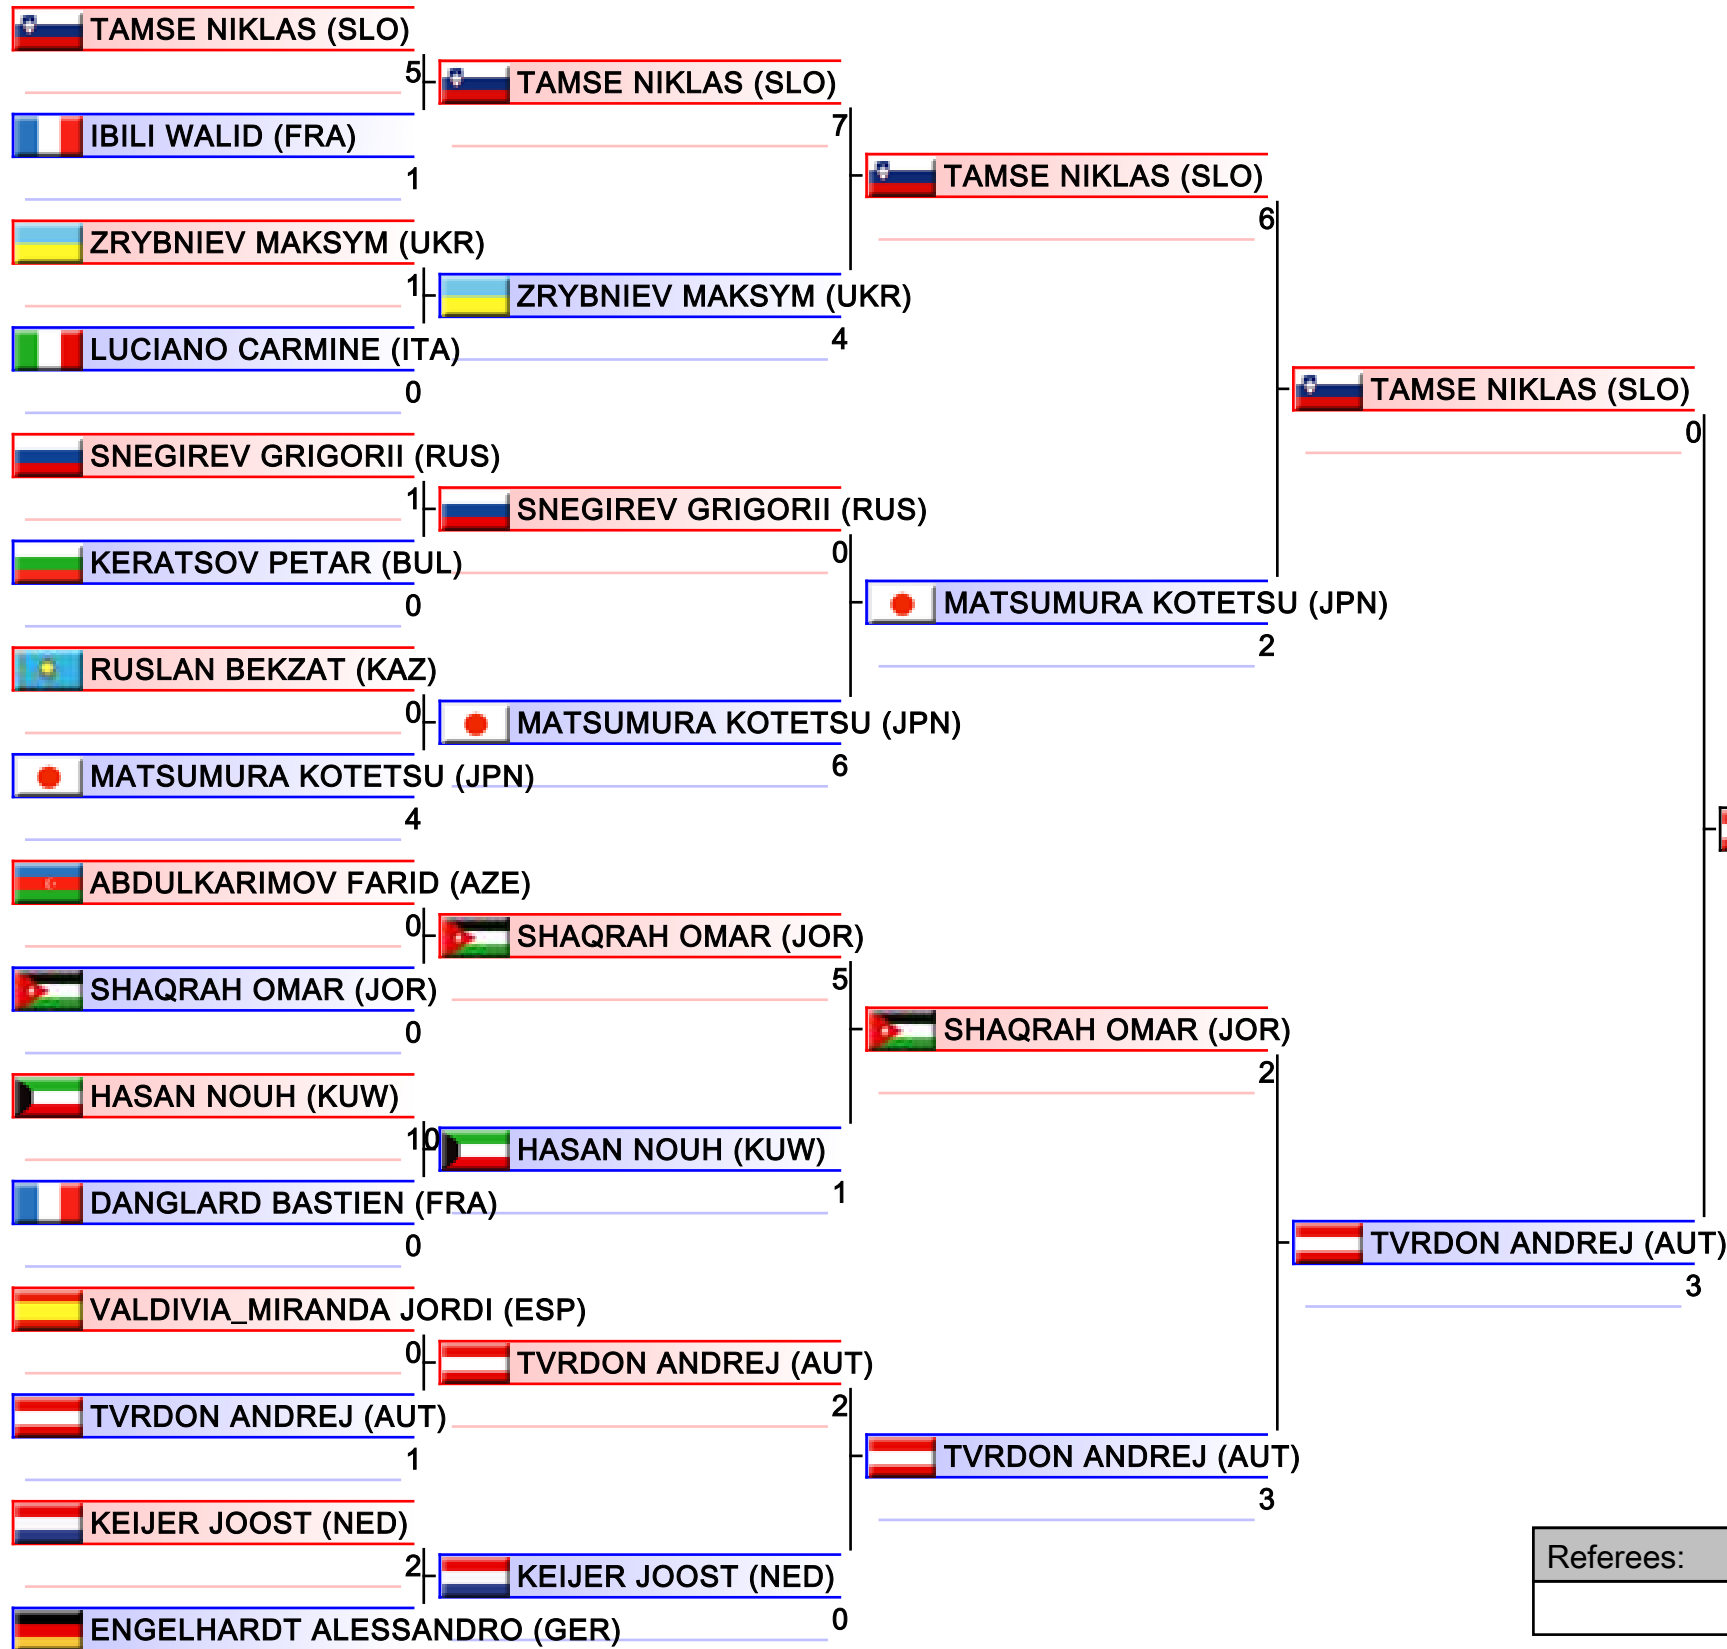 TAMSE NIKLAS (SLO)
5
IBILI WALID (FRA)
1
ZRYBNIEV MAKSYM (UKR)
1
LUCIANO CARMINE (ITA)
0
SNEGIREV GRIGORII (RUS)
1
KERATSOV PETAR (BUL)
0
RUSLAN BEKZAT (KAZ)
0
MATSUMURA KOTETSU (JPN)
4
ABDULKARIMOV FARID (AZE)
0
SHAQRAH OMAR (JOR)
0
HASAN NOUH (KUW)
10
DANGLARD BASTIEN (FRA)
0
VALDIVIA_MIRANDA JORDI (ESP)
0
TVRDON ANDREJ (AUT)
1
KEIJER JOOST (NED)
2
ENGELHARDT ALESSANDRO (GER)
TAMSE NIKLAS (SLO)
7
ZRYBNIEV MAKSYM (UKR)
4
SNEGIREV GRIGORII (RUS)
0
MATSUMURA KOTETSU (JPN)
6
SHAQRAH OMAR (JOR)
5
HASAN NOUH (KUW)
1
TVRDON ANDREJ (AUT)
2
KEIJER JOOST (NED)
0
TAMSE NIKLAS (SLO)
6
MATSUMURA KOTETSU (JPN)
2
SHAQRAH OMAR (JOR)
2
TVRDON ANDREJ (AUT)
3
TAMSE NIKLAS (SLO)
0
TVRDON ANDREJ (AUT)
3
Referees: